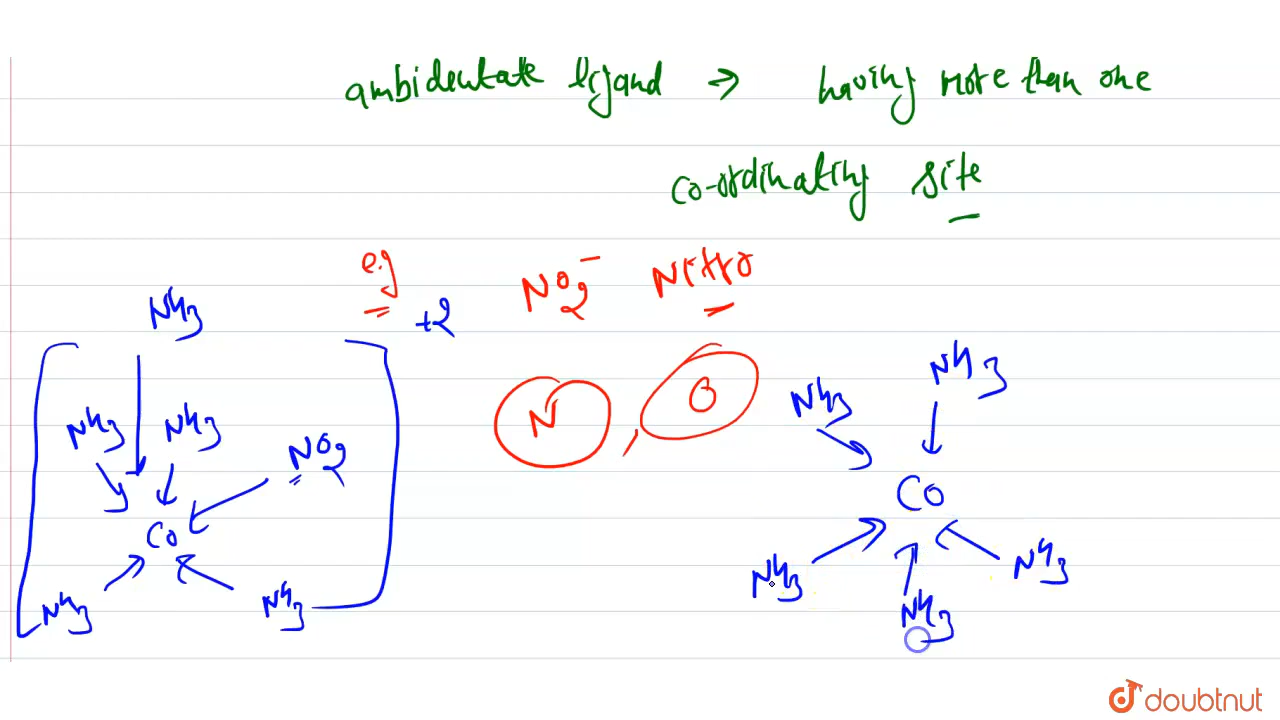 ambidentate ligand → having more than one
co-ordinating site
e.g NO2⁻ Nitro
+2
NH3
NH3 NH3 NO2
Co
NH3 NH3
N , O
NH3 NH3
CO
NH3 NH3
NH3
doubtnut